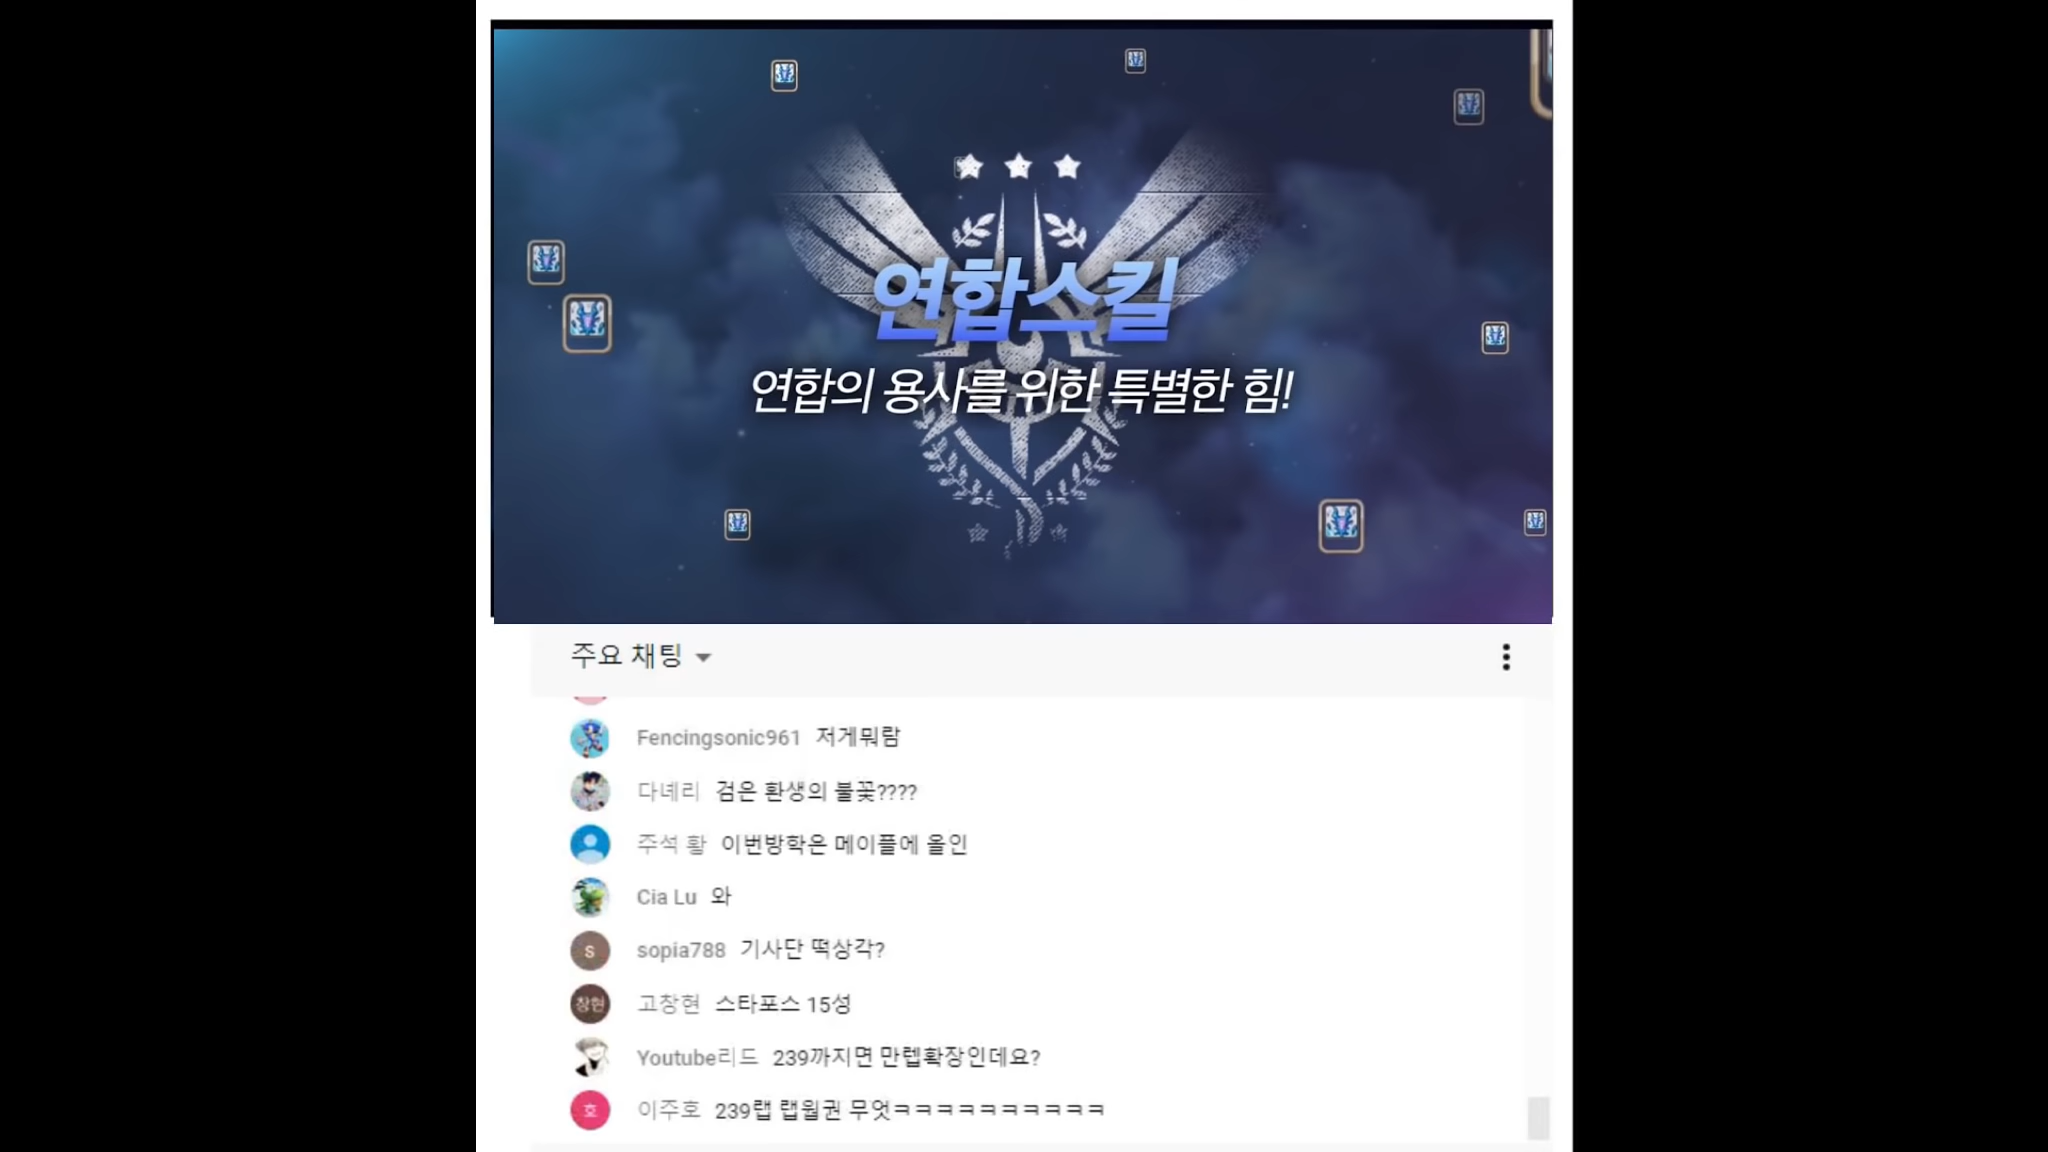 연합스킬
연합의 용사를 위한 특별한 힘!
주요 채팅
Fencingsonic961 저게뭐람
다녜리 검은 환생의 불꽃????
주석 황 이번방학은 메이플에 올인
Cia Lu 와
S sopia788 기사단 떡상각?
창현 고창현 스타포스 15성
Youtube리드 239까지면 만렙확장인데요?
호 이주호 239랩 랩월권 무엇ㅋㅋㅋㅋㅋㅋㅋㅋㅋㅋ